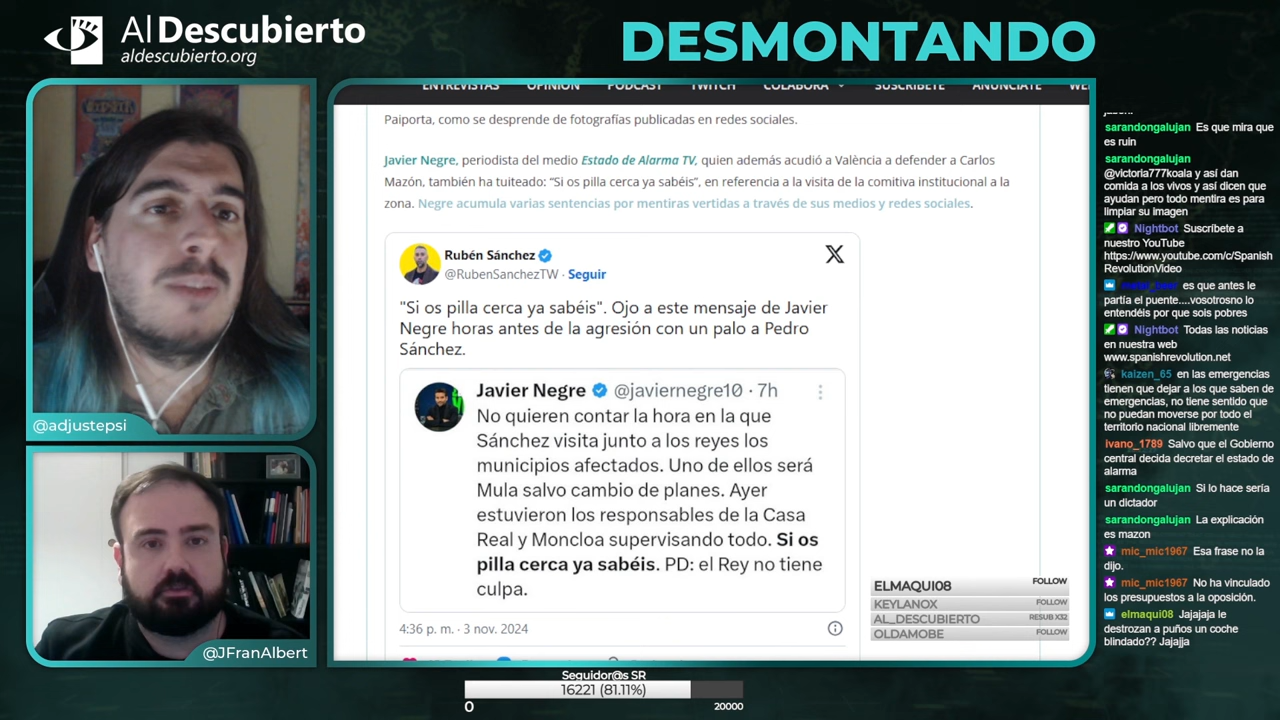 Al Descubierto
aldescubierto.org
DESMONTANDO
ENTREVISTAS OPINIÓN PODCAST TWITCH COLABORA SUSCRÍBETE ANÚNCIATE
Paiporta, como se desprende de fotografías publicadas en redes sociales.
Javier Negre, periodista del medio Estado de Alarma TV, quien además acudió a València a defender a Carlos
Mazón, también ha tuiteado: “Si os pilla cerca ya sabéis”, en referencia a la visita de la comitiva institucional a la
zona. Negre acumula varias sentencias por mentiras vertidas a través de sus medios y redes sociales.
Rubén Sánchez
@RubenSanchezTW · Seguir
"Si os pilla cerca ya sabéis". Ojo a este mensaje de Javier
Negre horas antes de la agresión con un palo a Pedro
Sánchez.
Javier Negre @javiernegre10 · 7h
No quieren contar la hora en la que
Sánchez visita junto a los reyes los
municipios afectados. Uno de ellos será
Mula salvo cambio de planes. Ayer
estuvieron los responsables de la Casa
Real y Moncloa supervisando todo. Si os
pilla cerca ya sabéis. PD: el Rey no tiene
culpa.
4:36 p. m. · 3 nov. 2024
@adjustepsi
@JFranAlbert
ELMAQUI08 FOLLOW
KEYLANOX FOLLOW
AL_DESCUBIERTO RESUB X32
OLDAMOBE FOLLOW
sarandongalujan Es que mira que
es ruin
sarandongalujan
@victoria777koala y asi dan
comida a los vivos y así dicen que
ayudan pero todo mentira es para
limpiar su imagen
Nightbot Suscríbete a
nuestro YouTube
https://www.youtube.com/c/Spanish
RevolutionVideo
es que antes le
partía el puente....vosotrosno lo
entendéis por que sois pobres
Nightbot Todas las noticias
en nuestra web
www.spanishrevolution.net
kaizen_65 en las emergencias
tienen que dejar a los que saben de
emergencias, no tiene sentido que
no puedan moverse por todo el
territorio nacional libremente
Ivano_1789 Salvo que el Gobierno
central decida decretar el estado de
alarma
sarandongalujan Si lo hace sería
un dictador
sarandongalujan La explicación
es mazon
mic_mic1967 Esa frase no la
dijo.
mic_mic1967 No ha vinculado
los presupuestos a la oposición.
elmaqui08 Jajajaja le
destrozan a puños un coche
blindado?? Jajajja
Seguidor@s SR
16221 (81.11%)
0 20000